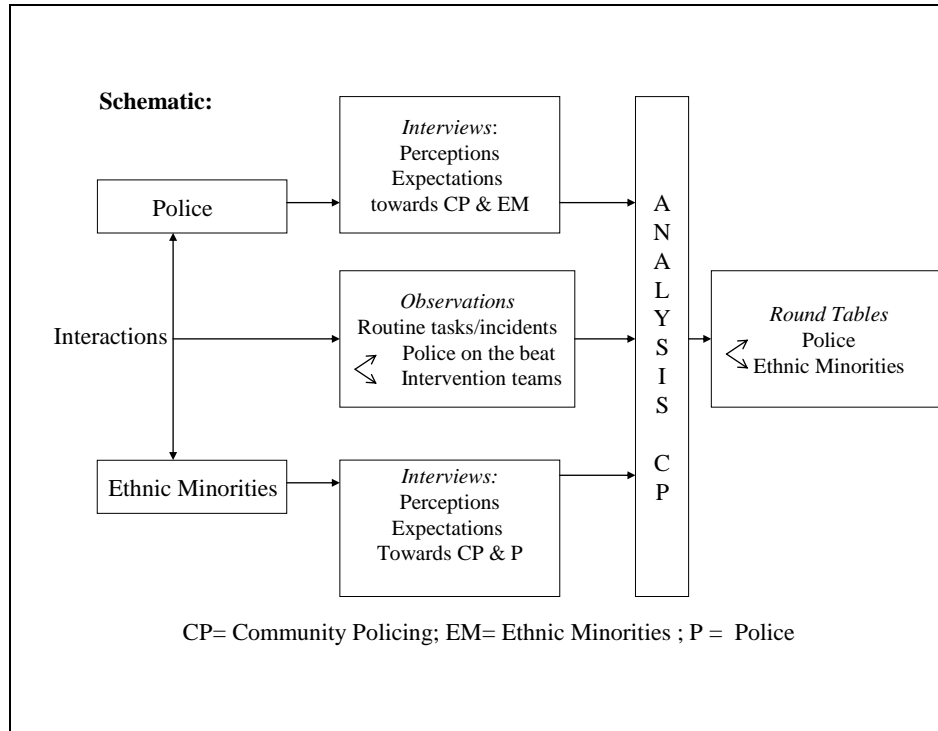 Schematic:
Police
Interactions
Ethnic Minorities
Interviews:
Perceptions
Expectations
towards CP & EM
Observations
Routine tasks/incidents
Police on the beat
Intervention teams
Interviews:
Perceptions
Expectations
Towards CP & P
A
N
A
L
Y
S
I
S
C
P
Round Tables
Police
Ethnic Minorities
CP= Community Policing; EM= Ethnic Minorities ; P = Police